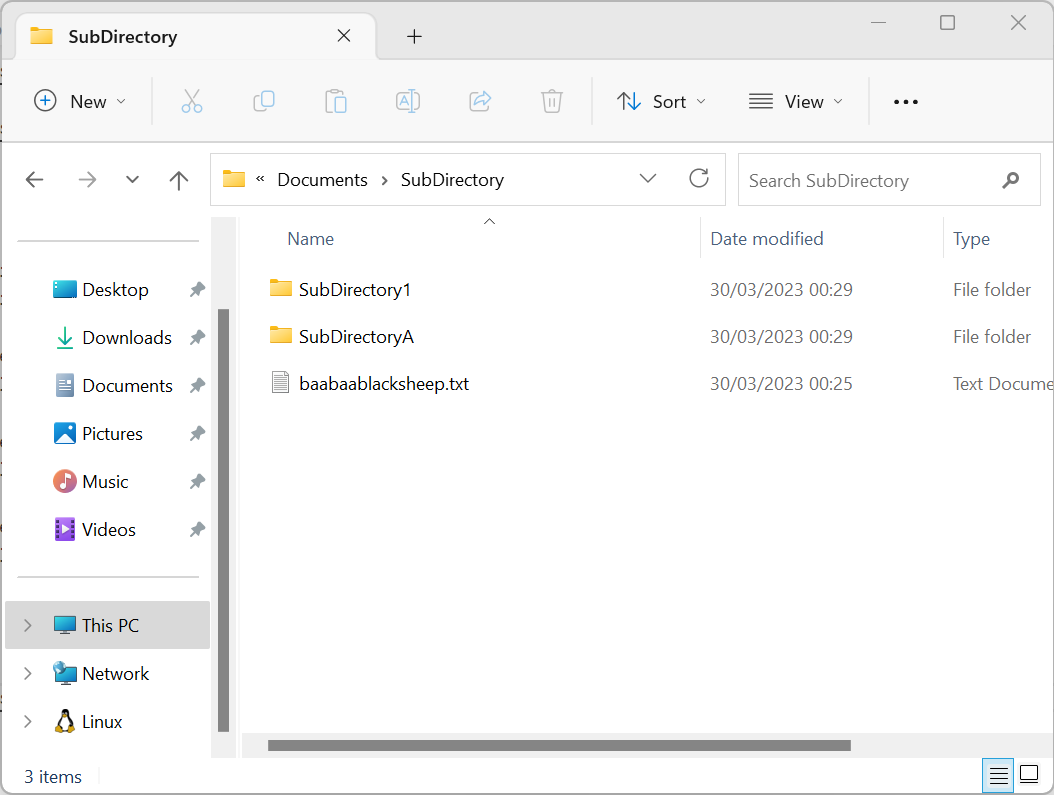 SubDirectory
New
Sort
View
« Documents > SubDirectory
Search SubDirectory
Name Date modified Type
SubDirectory1 30/03/2023 00:29 File folder
SubDirectoryA 30/03/2023 00:29 File folder
baabaablacksheep.txt 30/03/2023 00:25 Text Docume
Desktop
Downloads
Documents
Pictures
Music
Videos
This PC
Network
Linux
3 items